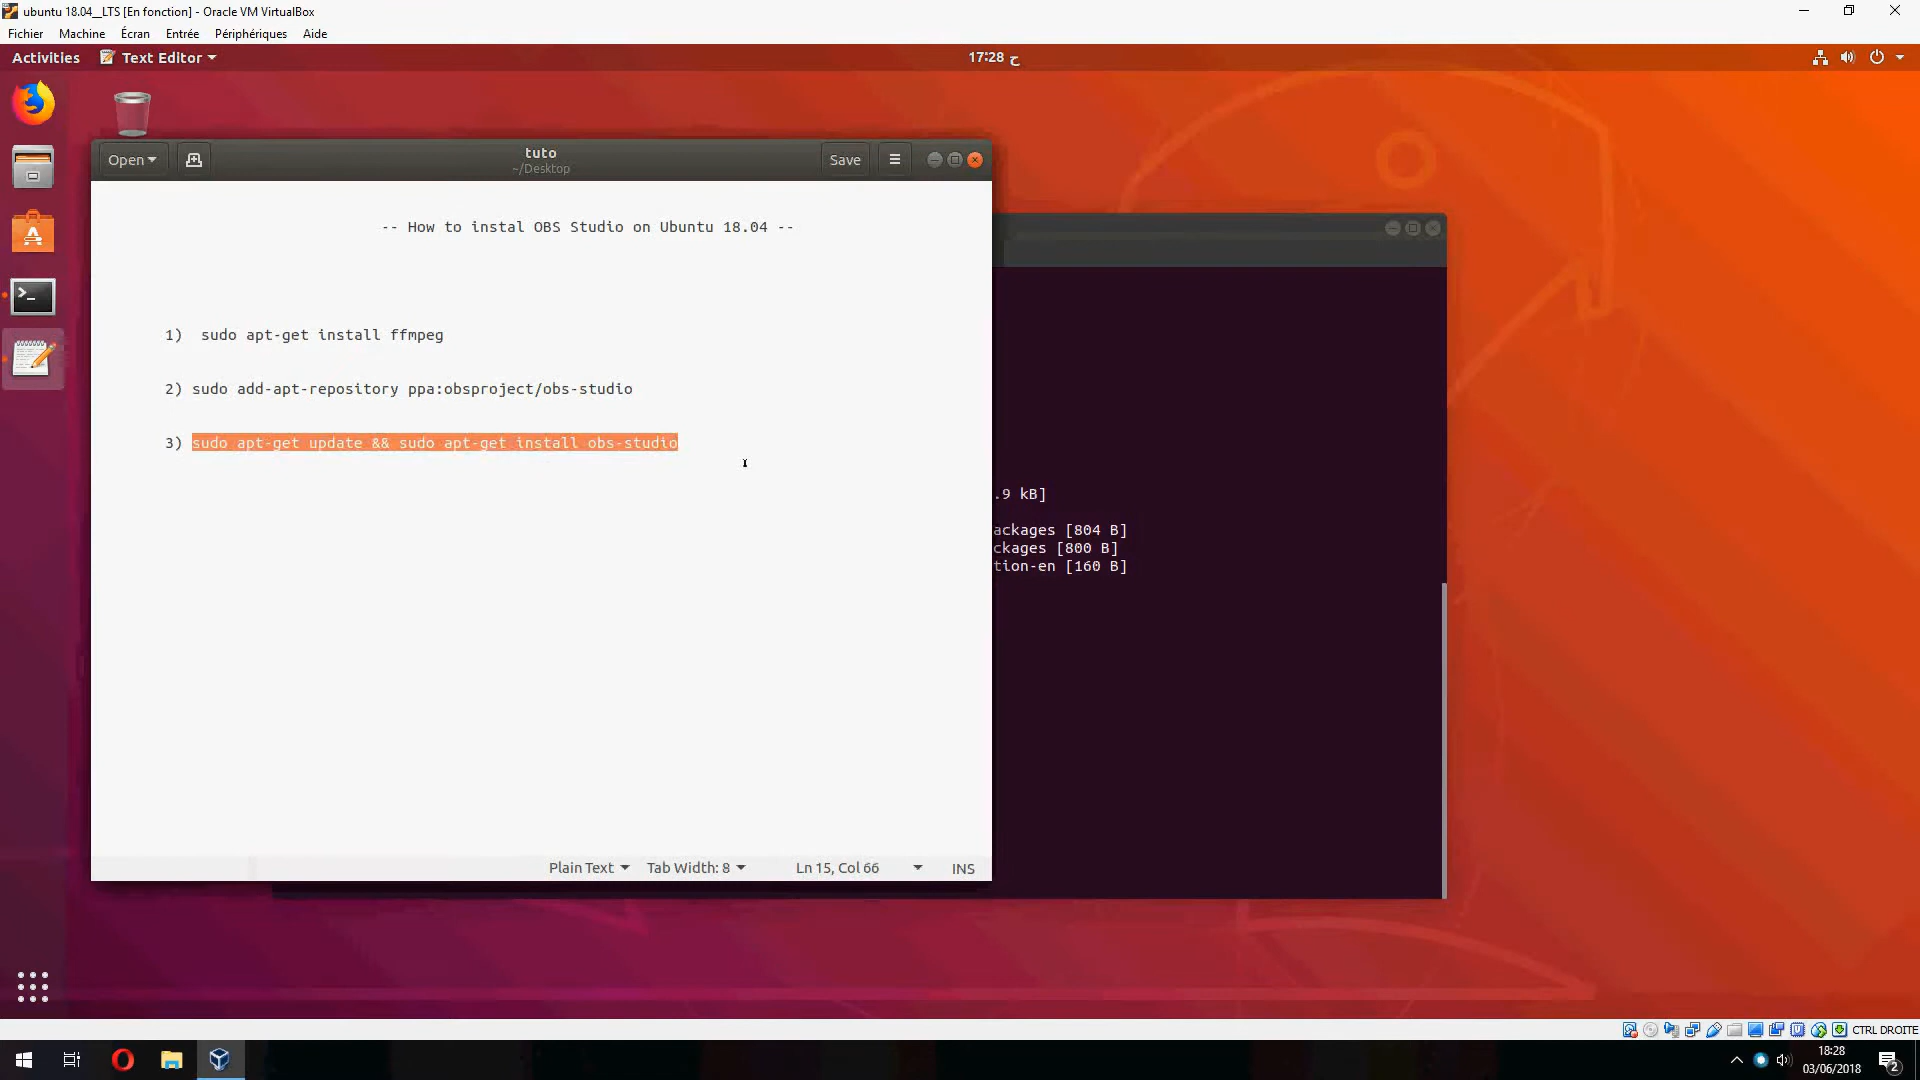 ubuntu 18.04__LTS [En fonction] - Oracle VM VirtualBox
Fichier Machine Écran Entrée Périphériques Aide
Activities Text Editor 17:28 ح
Open tuto Save
~/Desktop
-- How to instal OBS Studio on Ubuntu 18.04 --
1) sudo apt-get install ffmpeg
2) sudo add-apt-repository ppa:obsproject/obs-studio
3) sudo apt-get update && sudo apt-get install obs-studio
.9 kB]
ackages [804 B]
ckages [800 B]
tion-en [160 B]
Plain Text Tab Width: 8 Ln 15, Col 66 INS
CTRL DROITE
18:28
03/06/2018
2